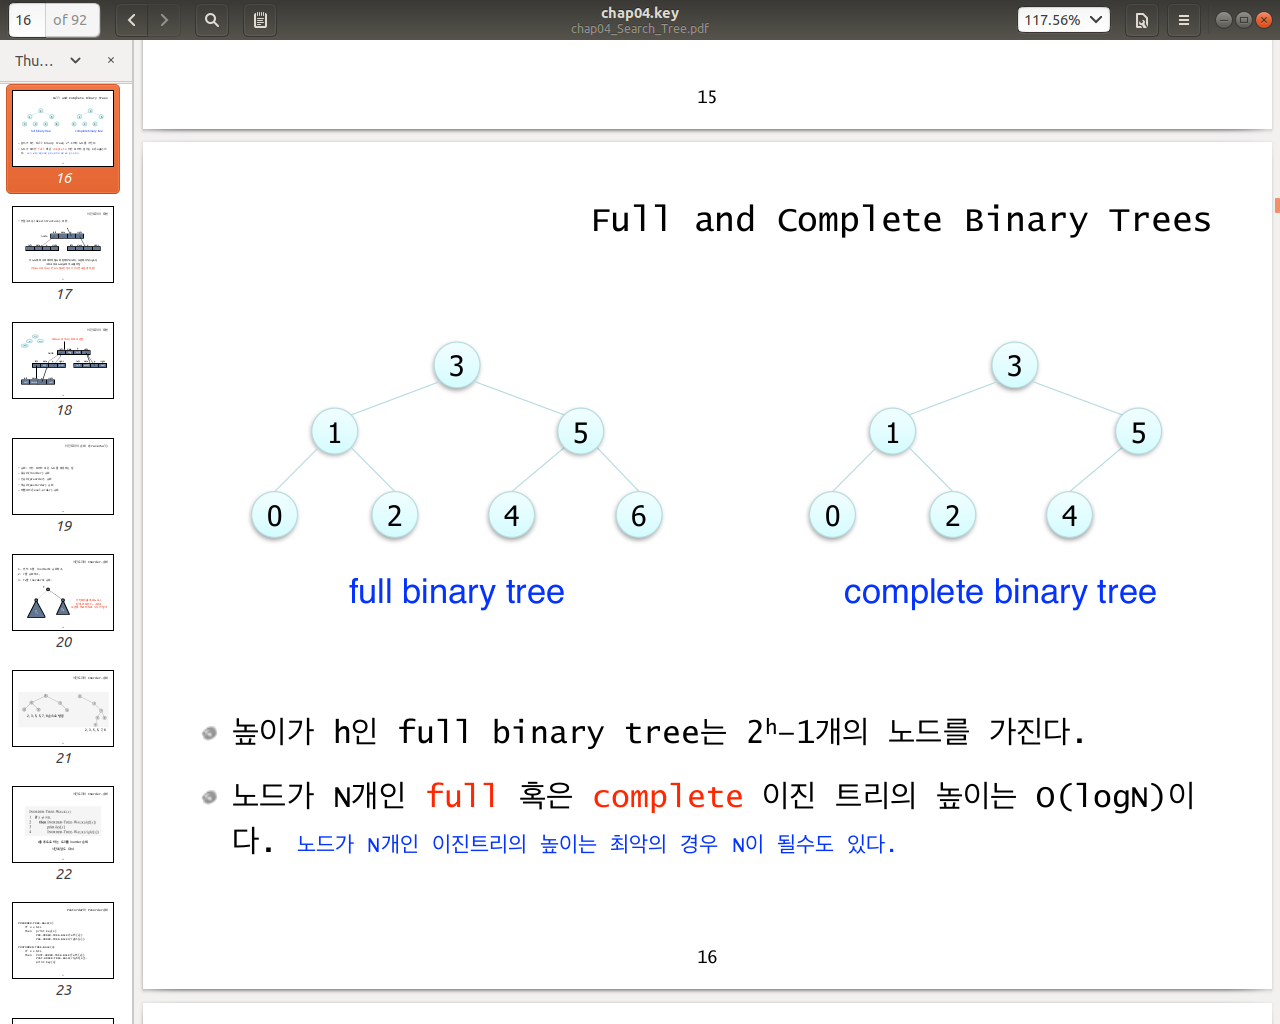 16 of 92
chap04.key
chap04_Search_Tree.pdf
117.56%
Thu...
15
Full and Complete Binary Trees
3 3
1 5 1 5
0 2 4 6 0 2 4
full binary tree complete binary tree
높이가 h인 full binary tree는 2ʰ–1개의 노드를 가진다.
노드가 N개인 full 혹은 complete 이진 트리의 높이는 O(logN)이
다. 노드가 N개인 이진트리의 높이는 최악의 경우 N이 될수도 있다.
16
16
17
18
19
20
21
22
23